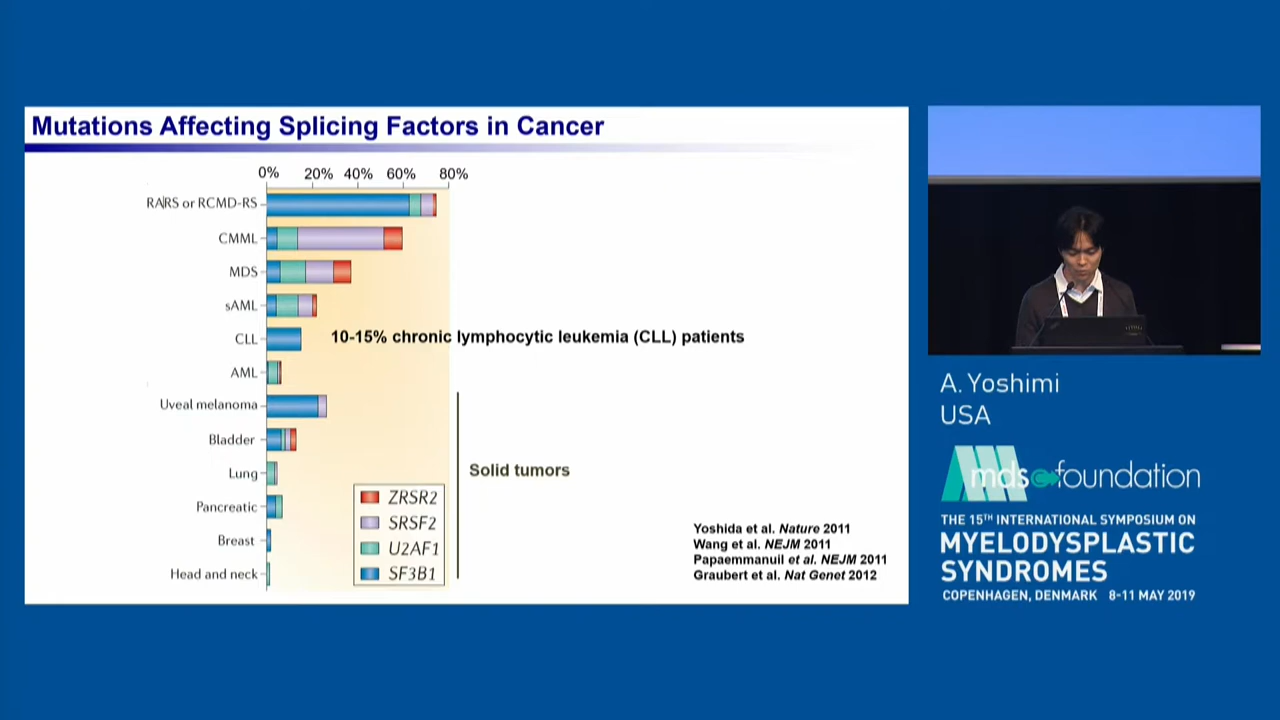 Mutations Affecting Splicing Factors in Cancer
0% 20% 40% 60% 80%
RARS or RCMD-RS
CMML
MDS
sAML
CLL
10-15% chronic lymphocytic leukemia (CLL) patients
AML
Uveal melanoma
Bladder
Lung
Pancreatic
Breast
Head and neck
Solid tumors
ZRSR2
SRSF2
U2AF1
SF3B1
Yoshida et al. Nature 2011
Wang et al. NEJM 2011
Papaemmanuil et al. NEJM 2011
Graubert et al. Nat Genet 2012
A. Yoshimi
USA
mds foundation
THE 15TH INTERNATIONAL SYMPOSIUM ON
MYELODYSPLASTIC
SYNDROMES
COPENHAGEN, DENMARK 8-11 MAY 2019